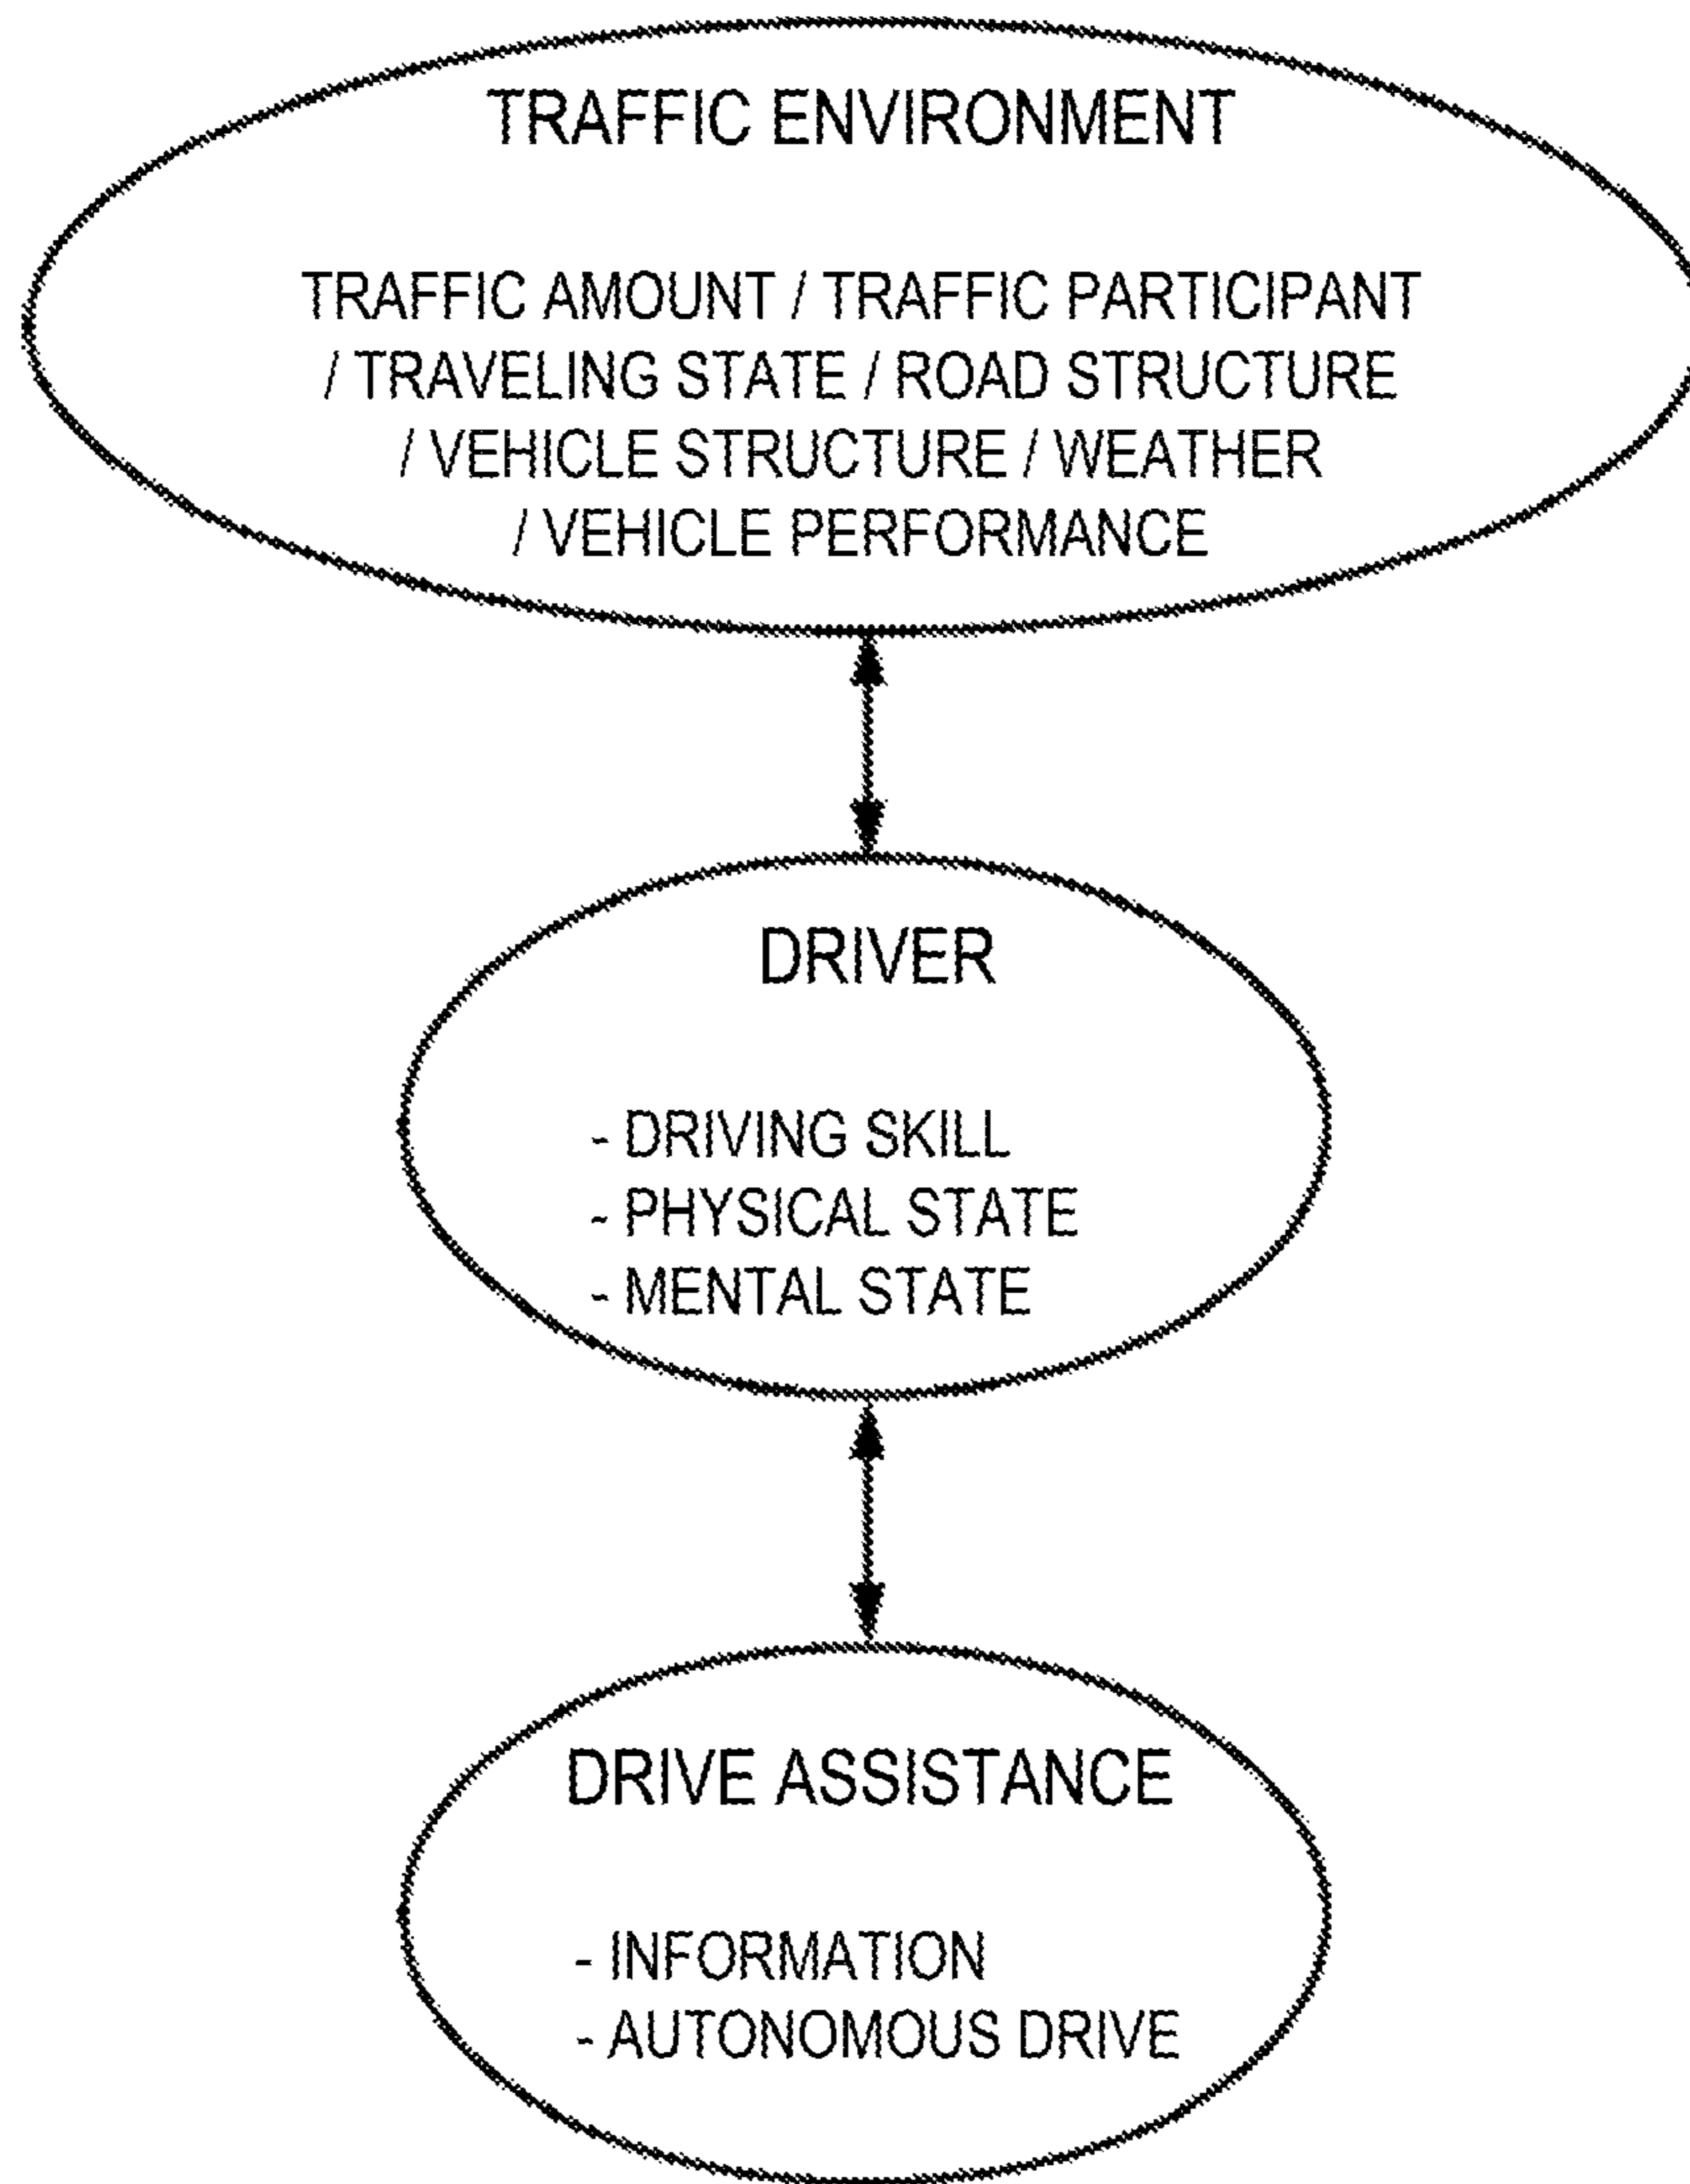 TRAFFIC ENVIRONMENT
TRAFFIC AMOUNT / TRAFFIC PARTICIPANT
/ TRAVELING STATE / ROAD STRUCTURE
/ VEHICLE STRUCTURE / WEATHER
/ VEHICLE PERFORMANCE
DRIVER
- DRIVING SKILL
- PHYSICAL STATE
- MENTAL STATE
DRIVE ASSISTANCE
- INFORMATION
- AUTONOMOUS DRIVE